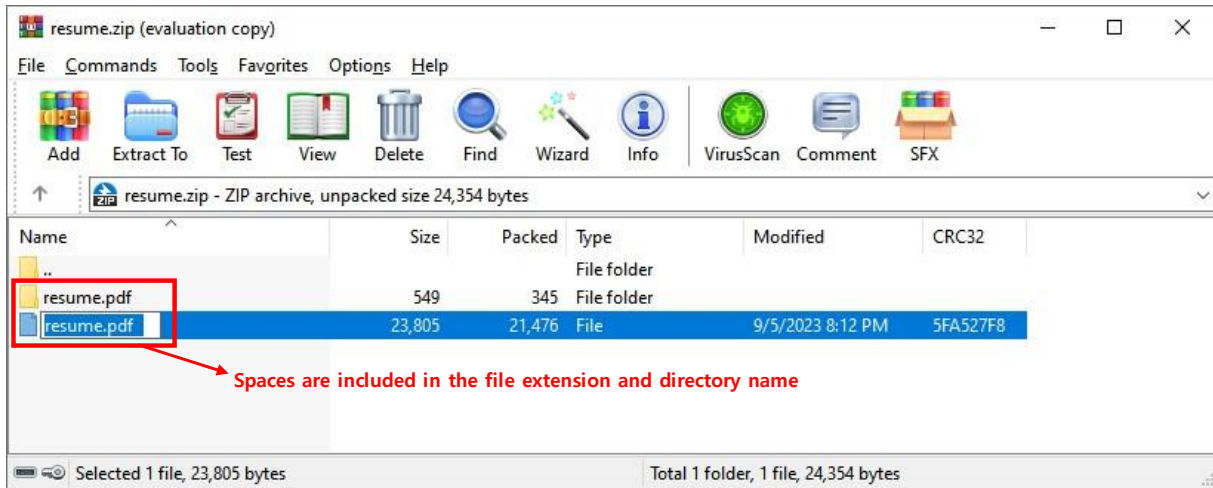 resume.zip (evaluation copy)
File Commands Tools Favorites Options Help
Add Extract To Test View Delete Find Wizard Info VirusScan Comment SFX
ZIP resume.zip - ZIP archive, unpacked size 24,354 bytes
Name Size Packed Type Modified CRC32
.. File folder
resume.pdf 549 345 File folder
resume.pdf 23,805 21,476 File 9/5/2023 8:12 PM 5FA527F8
Spaces are included in the file extension and directory name
Selected 1 file, 23,805 bytes Total 1 folder, 1 file, 24,354 bytes